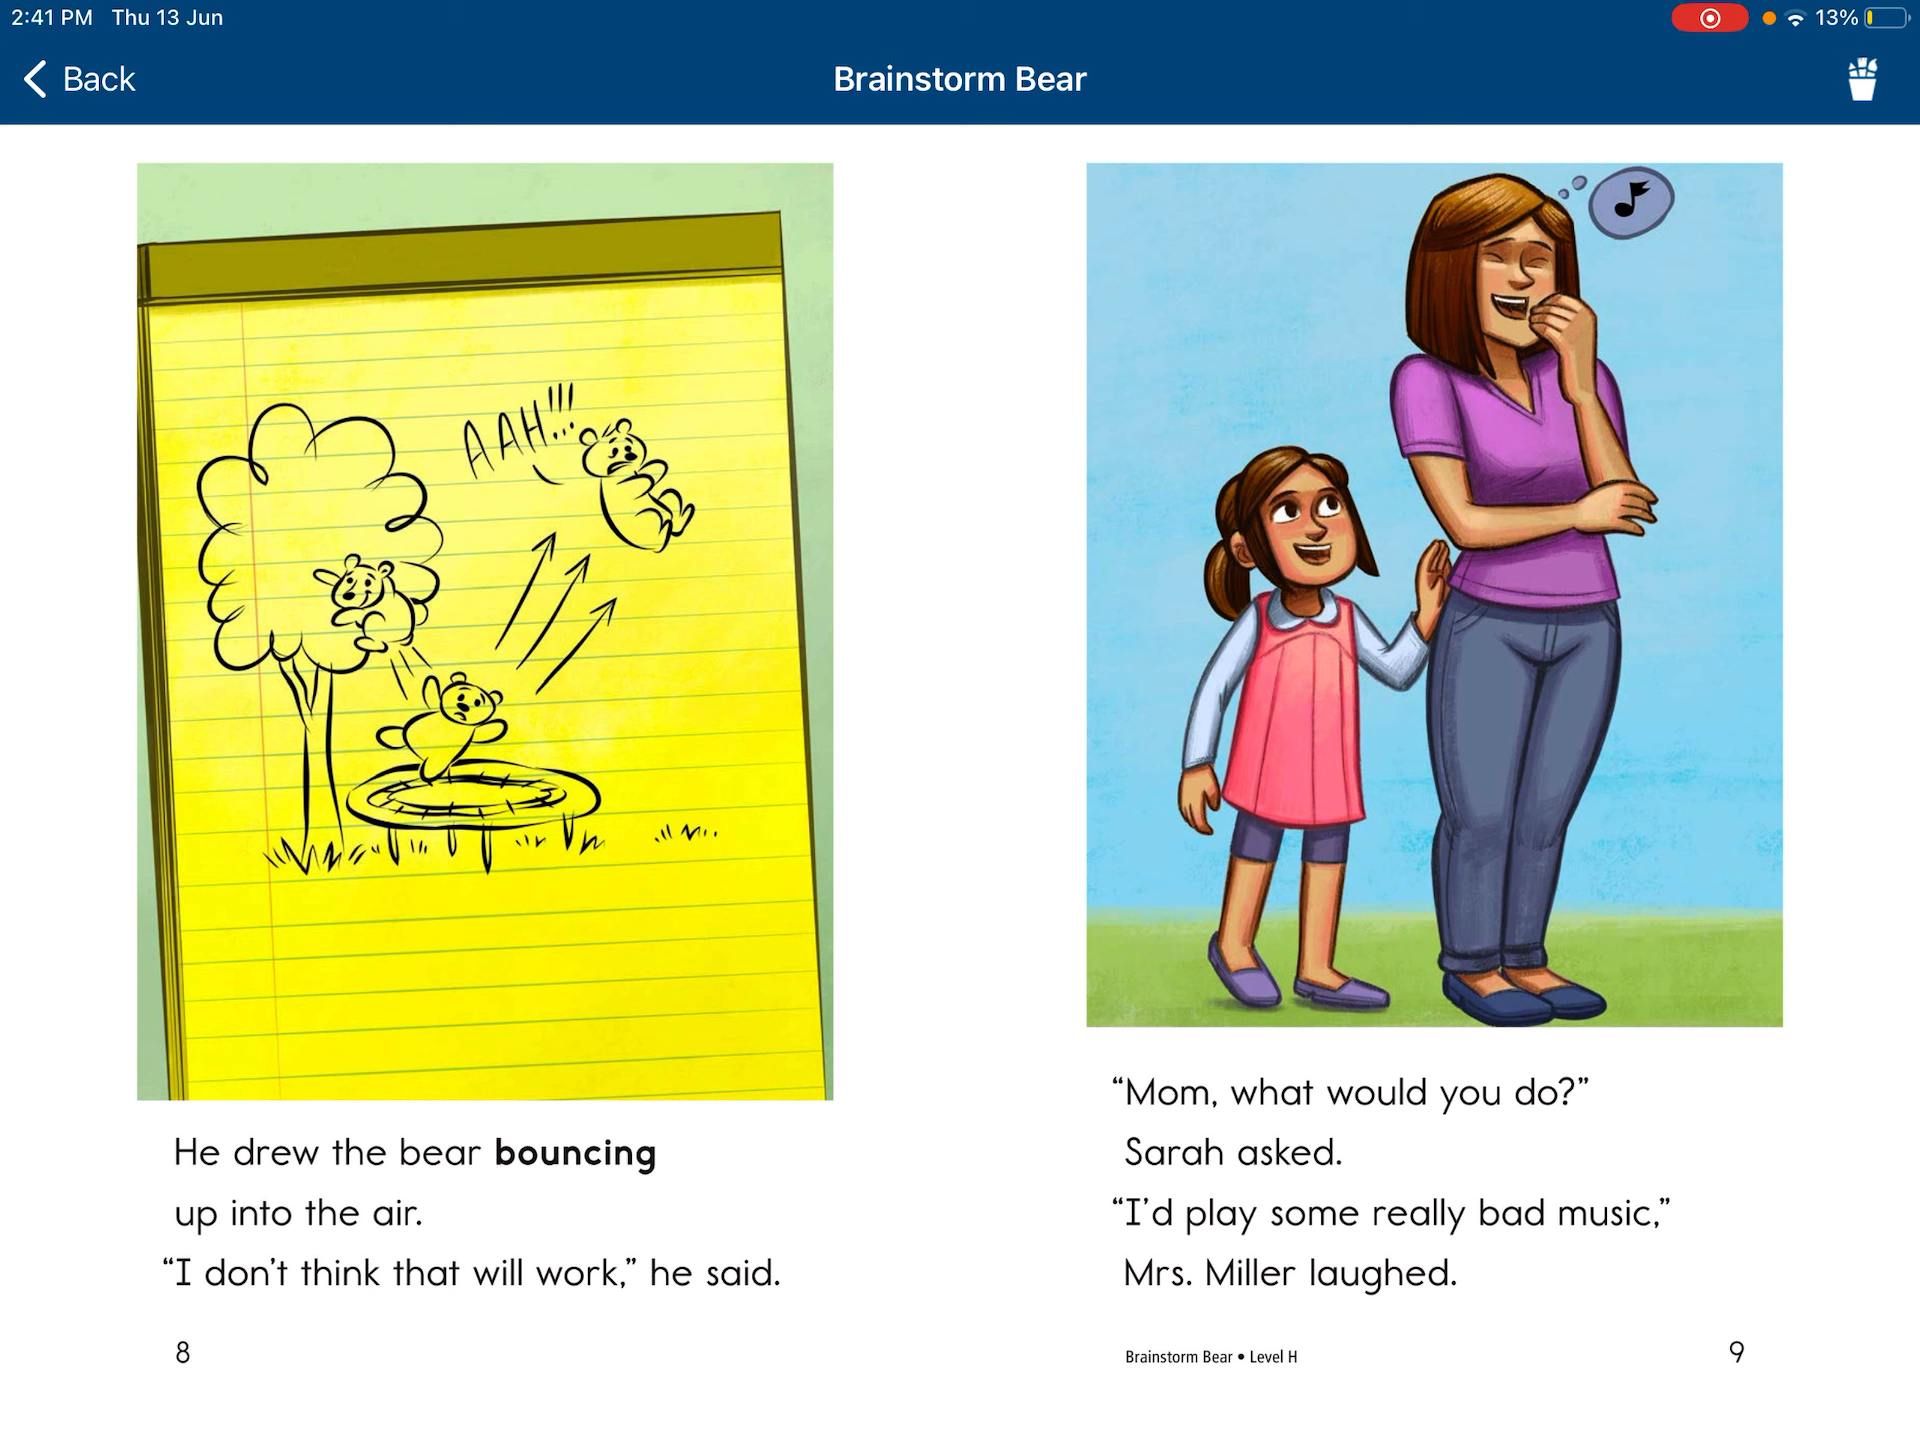 2:41 PM Thu 13 Jun
13%
Back
Brainstorm Bear
AAH!!!
He drew the bear bouncing
up into the air.
“I don’t think that will work,” he said.
8
“Mom, what would you do?”
Sarah asked.
“I’d play some really bad music,”
Mrs. Miller laughed.
Brainstorm Bear • Level H
9